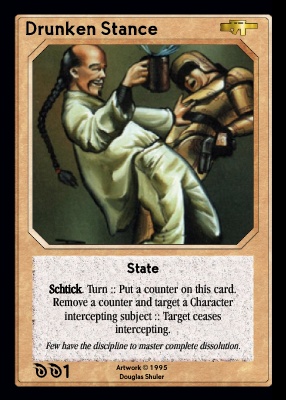 Drunken Stance
State
Schtick. Turn :: Put a counter on this card.
Remove a counter and target a Character
intercepting subject :: Target ceases
intercepting.
Few have the discipline to master complete dissolution.
1
Artwork © 1995
Douglas Shuler